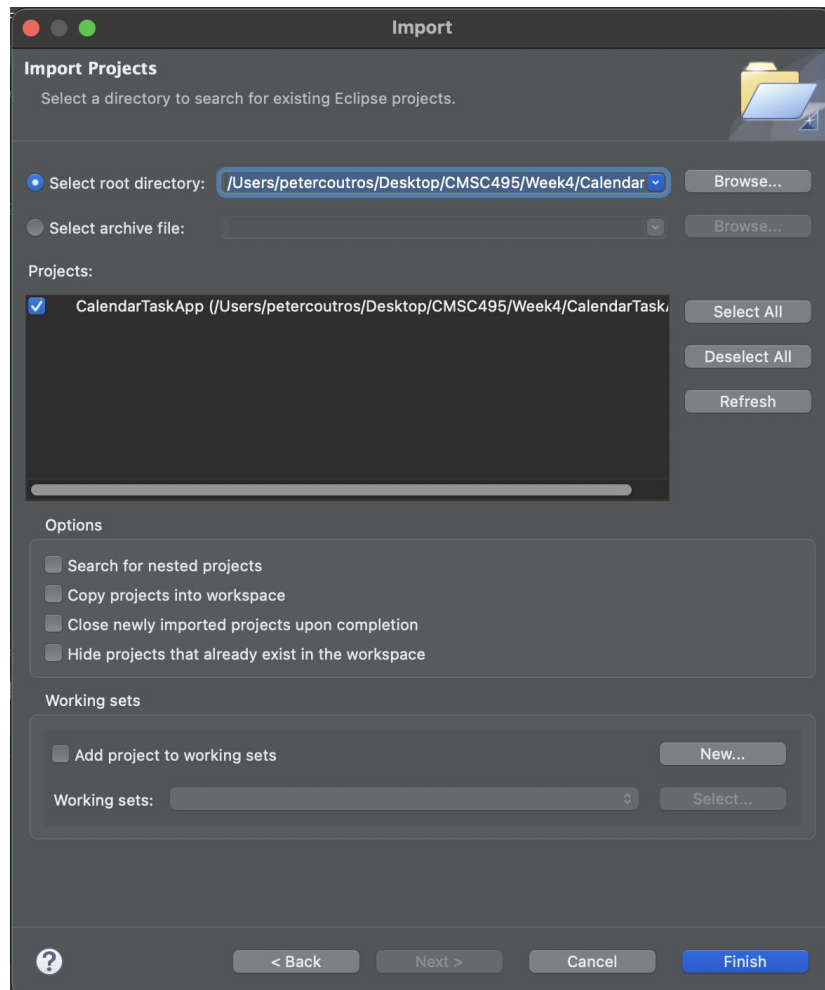 Import
Import Projects
Select a directory to search for existing Eclipse projects.
Select root directory: /Users/petercoutros/Desktop/CMSC495/Week4/Calendar Browse...
Select archive file: Browse...
Projects:
CalendarTaskApp (/Users/petercoutros/Desktop/CMSC495/Week4/CalendarTask
Select All
Deselect All
Refresh
Options
Search for nested projects
Copy projects into workspace
Close newly imported projects upon completion
Hide projects that already exist in the workspace
Working sets
Add project to working sets New...
Working sets: Select...
? < Back Next > Cancel Finish